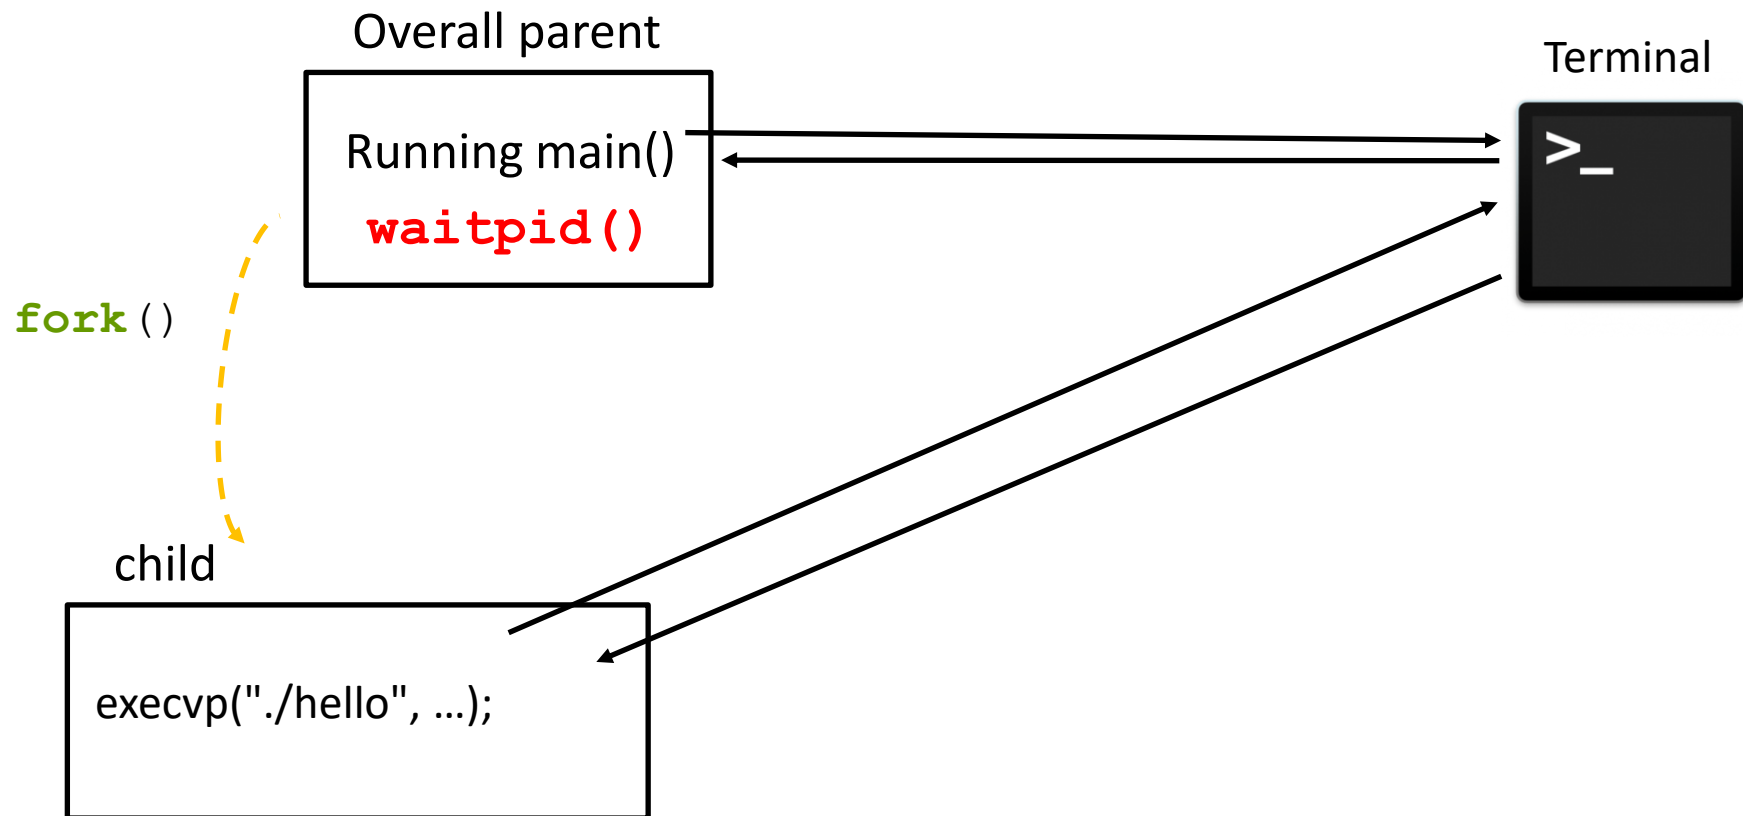 Overall parent
Terminal
Running main()
>_
waitpid()
fork()
child
execvp("./hello", …);